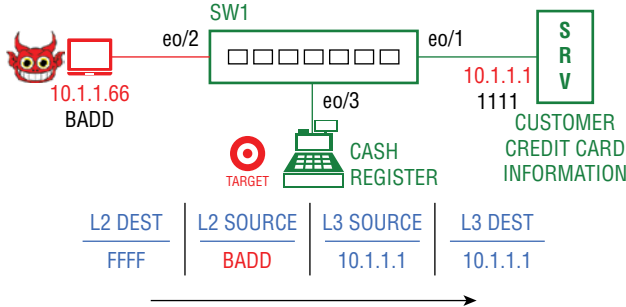 SW1
eo/2
eo/1
10.1.1.66
BADD
eo/3
10.1.1.1
1111
S
R
V
TARGET
CASH
REGISTER
CUSTOMER
CREDIT CARD
INFORMATION
L2 DEST
L2 SOURCE
L3 SOURCE
L3 DEST
FFFF
BADD
10.1.1.1
10.1.1.1